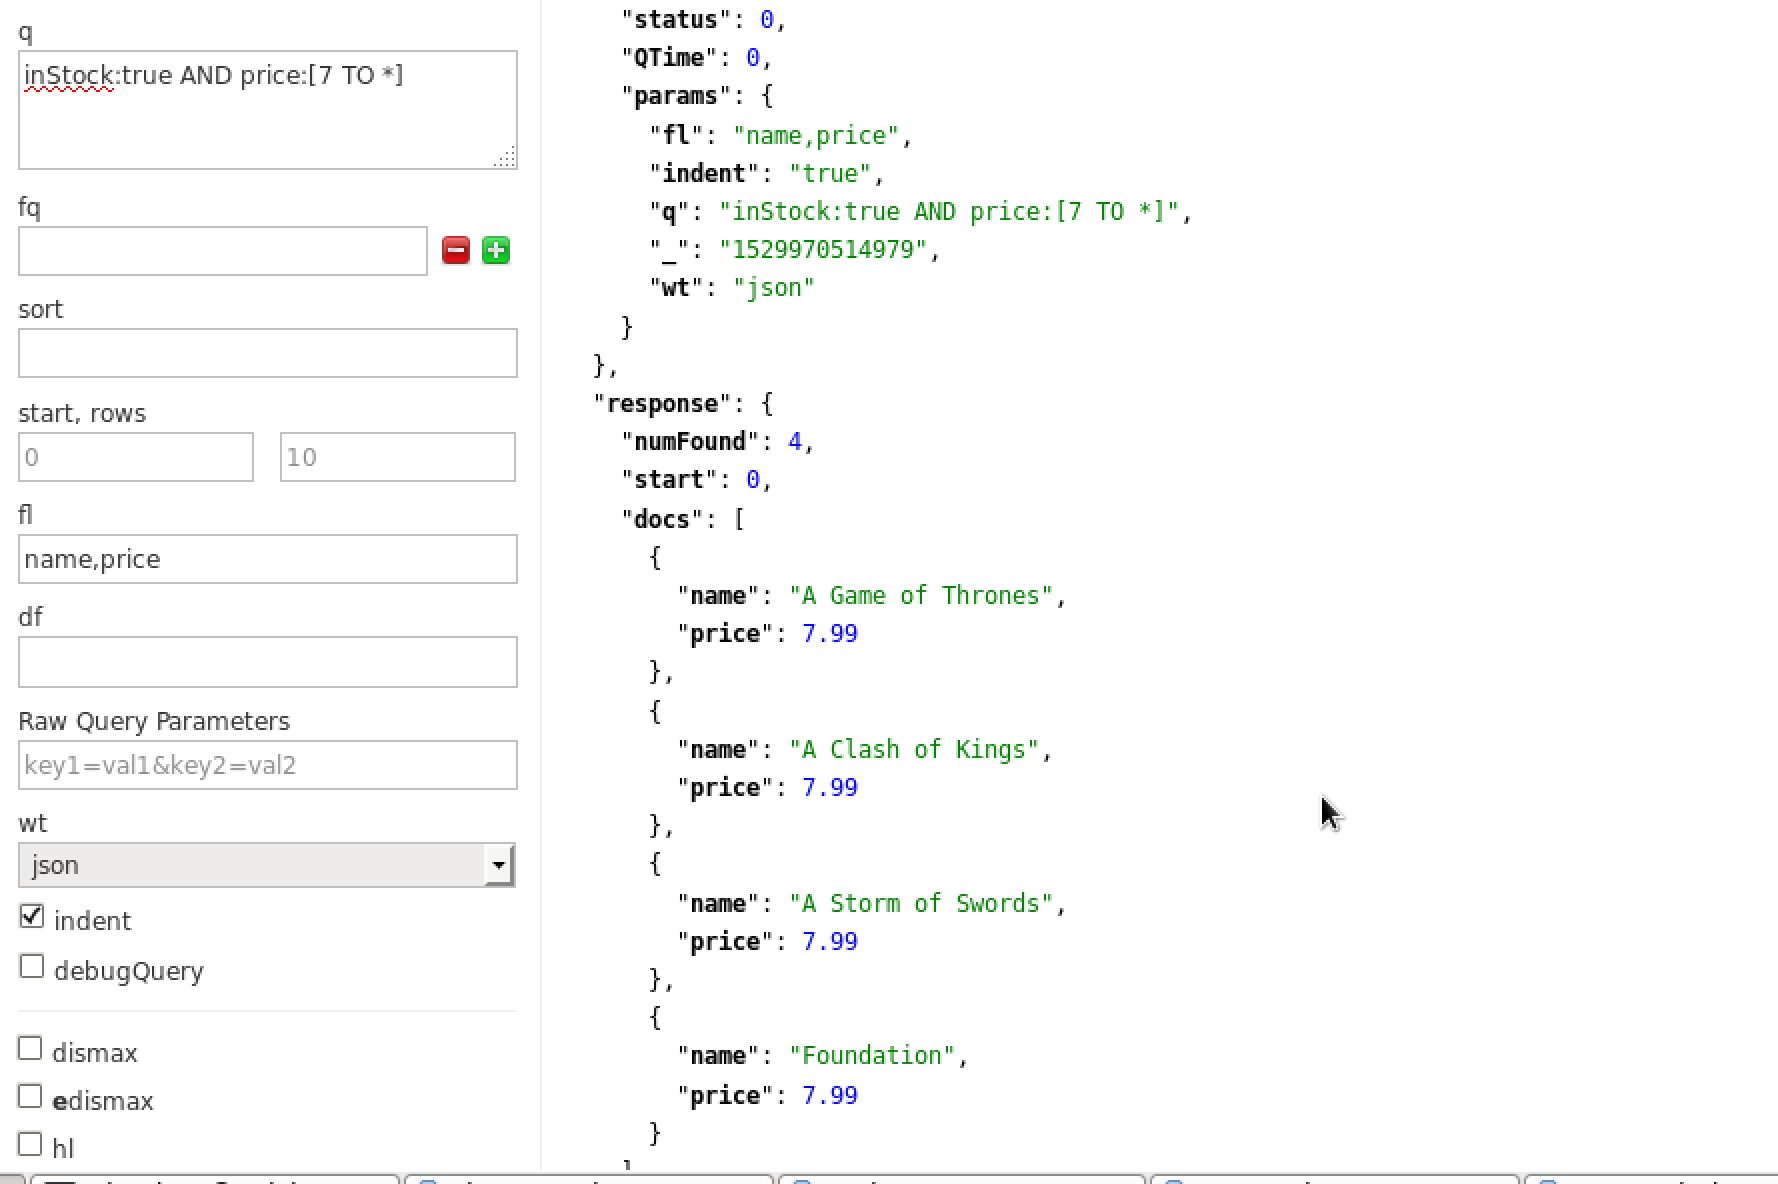 q
inStock:true AND price:[7 TO *]
fq
sort
start, rows
0
10
fl
name,price
df
Raw Query Parameters
key1=val1&key2=val2
wt
json
indent
debugQuery
dismax
edismax
hl
"status": 0,
"QTime": 0,
"params": {
"fl": "name,price",
"indent": "true",
"q": "inStock:true AND price:[7 TO *]",
"_": "1529970514979",
"wt": "json"
}
},
"response": {
"numFound": 4,
"start": 0,
"docs": [
{
"name": "A Game of Thrones",
"price": 7.99
},
{
"name": "A Clash of Kings",
"price": 7.99
},
{
"name": "A Storm of Swords",
"price": 7.99
},
{
"name": "Foundation",
"price": 7.99
}
]